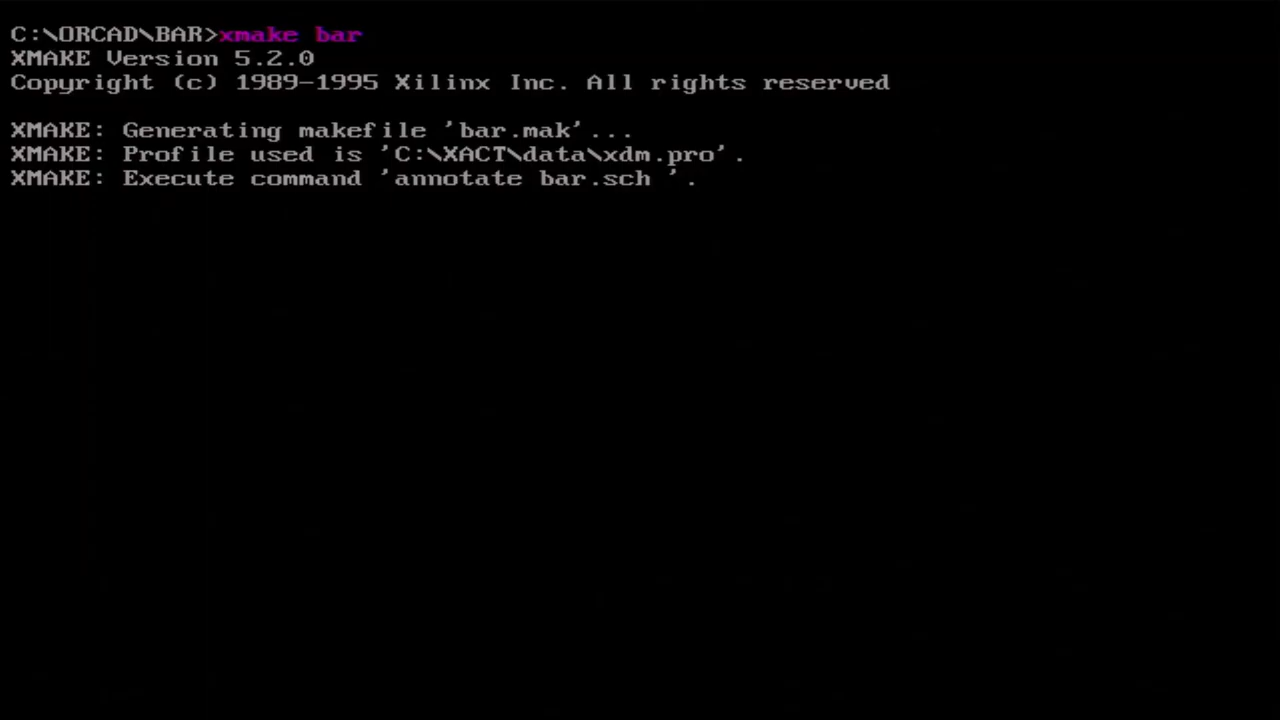 C:\ORCAD\BAR>xmake bar
XMAKE Version 5.2.0
Copyright (c) 1989-1995 Xilinx Inc. All rights reserved
XMAKE: Generating makefile 'bar.mak'...
XMAKE: Profile used is 'C:\XACT\data\xdm.pro'.
XMAKE: Execute command 'annotate bar.sch '.